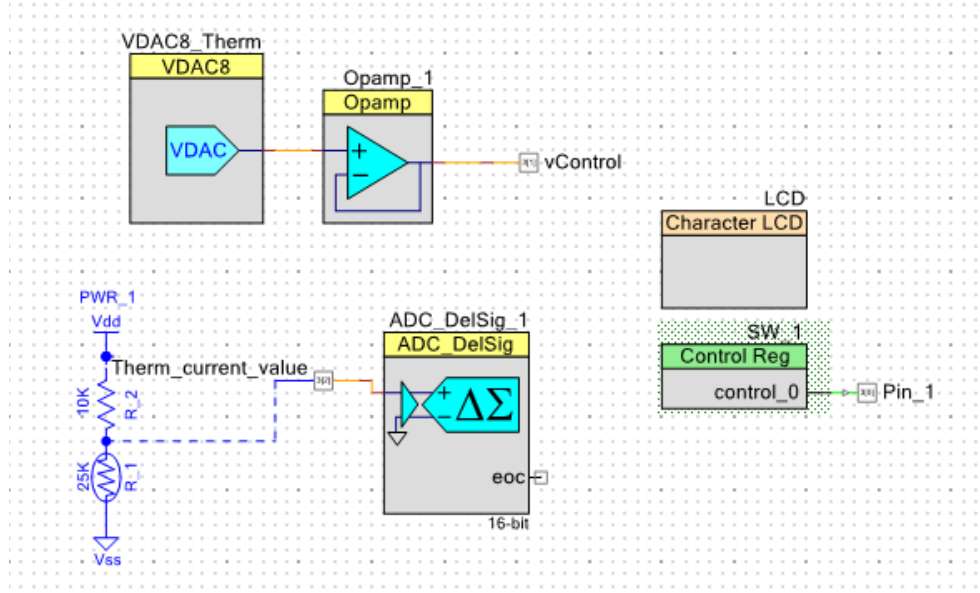 VDAC8_Therm
VDAC8
VDAC
Opamp_1
Opamp
+
−
vControl
LCD
Character LCD
PWR_1
Vdd
10K
R_2
25K
R_1
Vss
Therm_current_value
ADC_DelSig_1
ADC_DelSig
+
ΔΣ
−
eoc
16-bit
SW_1
Control Reg
control_0
Pin_1